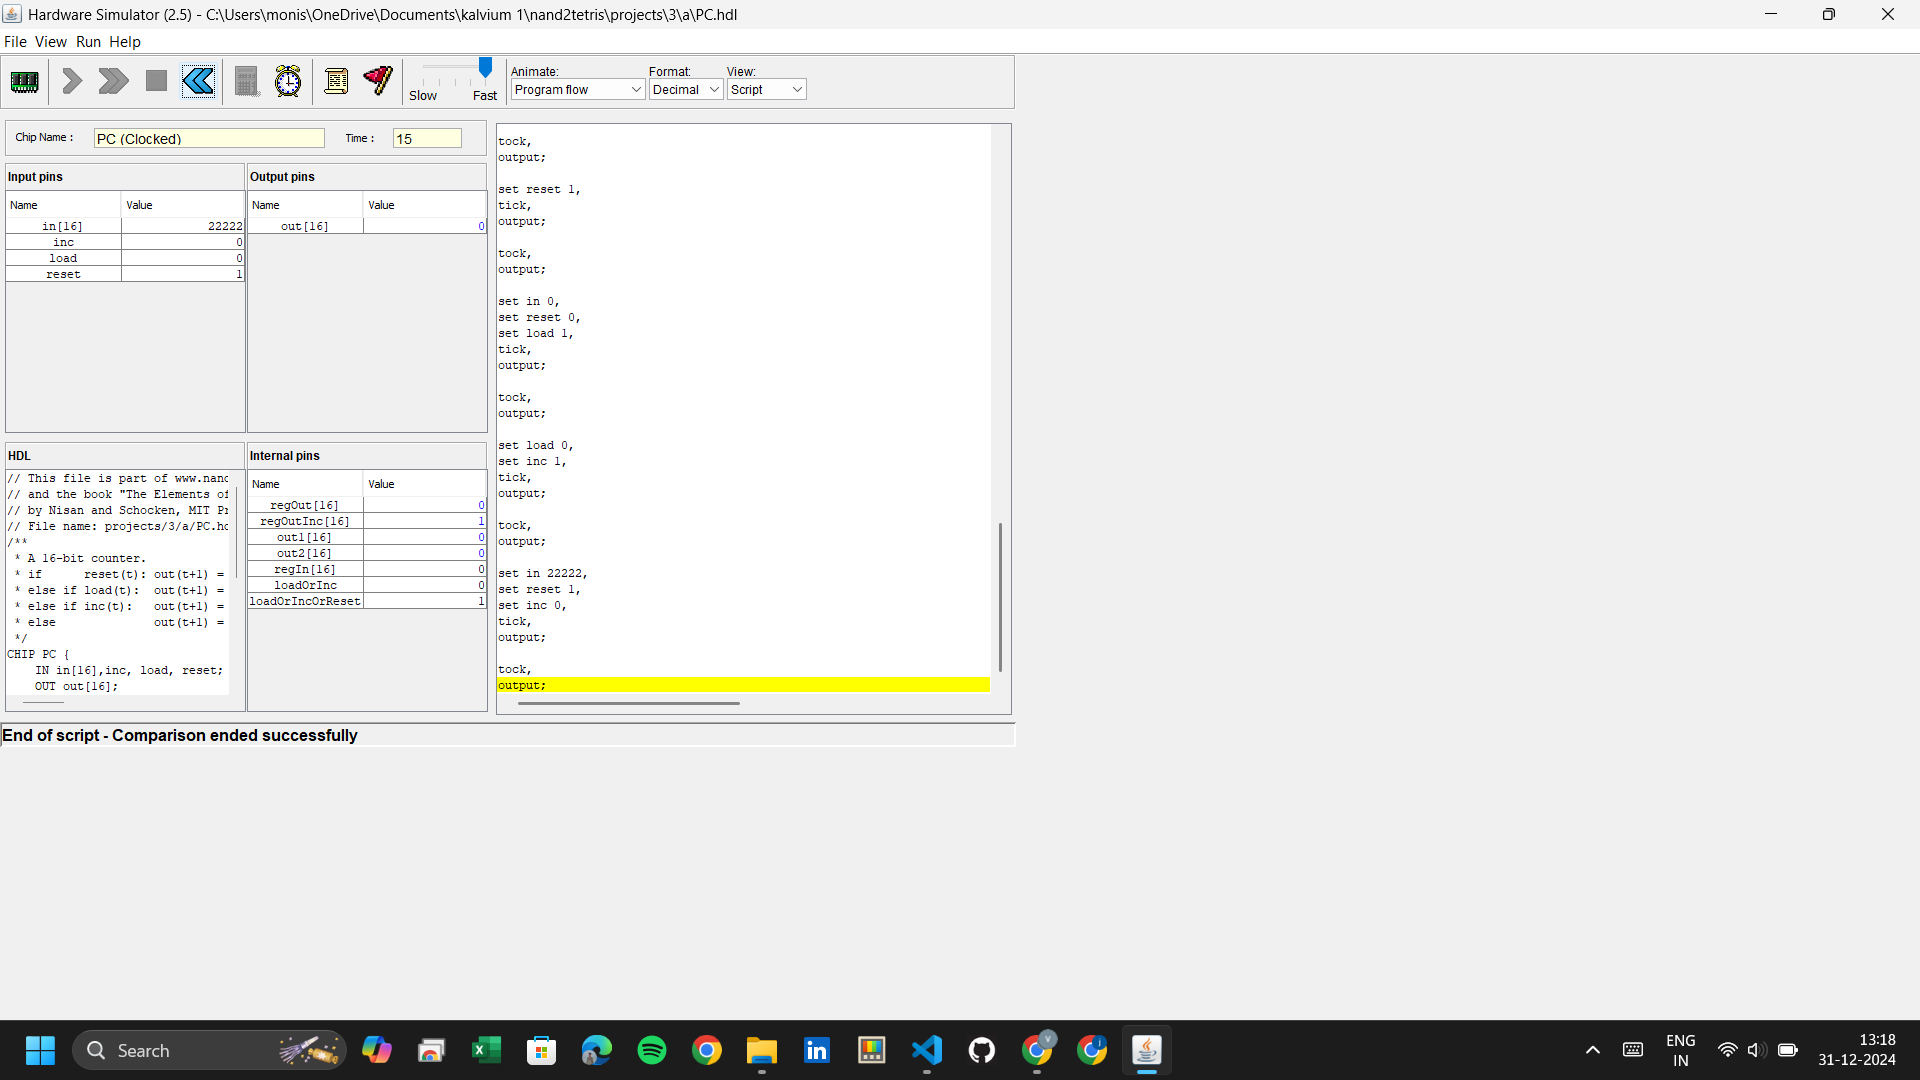 Hardware Simulator (2.5) - C:\Users\monis\OneDrive\Documents\kalvium 1\nand2tetris\projects\3\a\PC.hdl
File View Run Help
Slow Fast
Animate:
Program flow
Format:
Decimal
View:
Script
Chip Name :
PC (Clocked)
Time :
15
Input pins
Name Value
in[16] 22222
inc 0
load 0
reset 1
Output pins
Name Value
out[16] 0
HDL
// This file is part of www.nand
// and the book "The Elements of
// by Nisan and Schocken, MIT Pr
// File name: projects/3/a/PC.hd
/**
* A 16-bit counter.
* if reset(t): out(t+1) =
* else if load(t): out(t+1) =
* else if inc(t): out(t+1) =
* else out(t+1) =
*/
CHIP PC {
IN in[16],inc, load, reset;
OUT out[16];
Internal pins
Name Value
regOut[16] 0
regOutInc[16] 1
out1[16] 0
out2[16] 0
regIn[16] 0
loadOrInc 0
loadOrIncOrReset 1
tock,
output;
set reset 1,
tick,
output;
tock,
output;
set in 0,
set reset 0,
set load 1,
tick,
output;
tock,
output;
set load 0,
set inc 1,
tick,
output;
tock,
output;
set in 22222,
set reset 1,
set inc 0,
tick,
output;
tock,
output;
End of script - Comparison ended successfully
Search
ENG
IN
13:18
31-12-2024